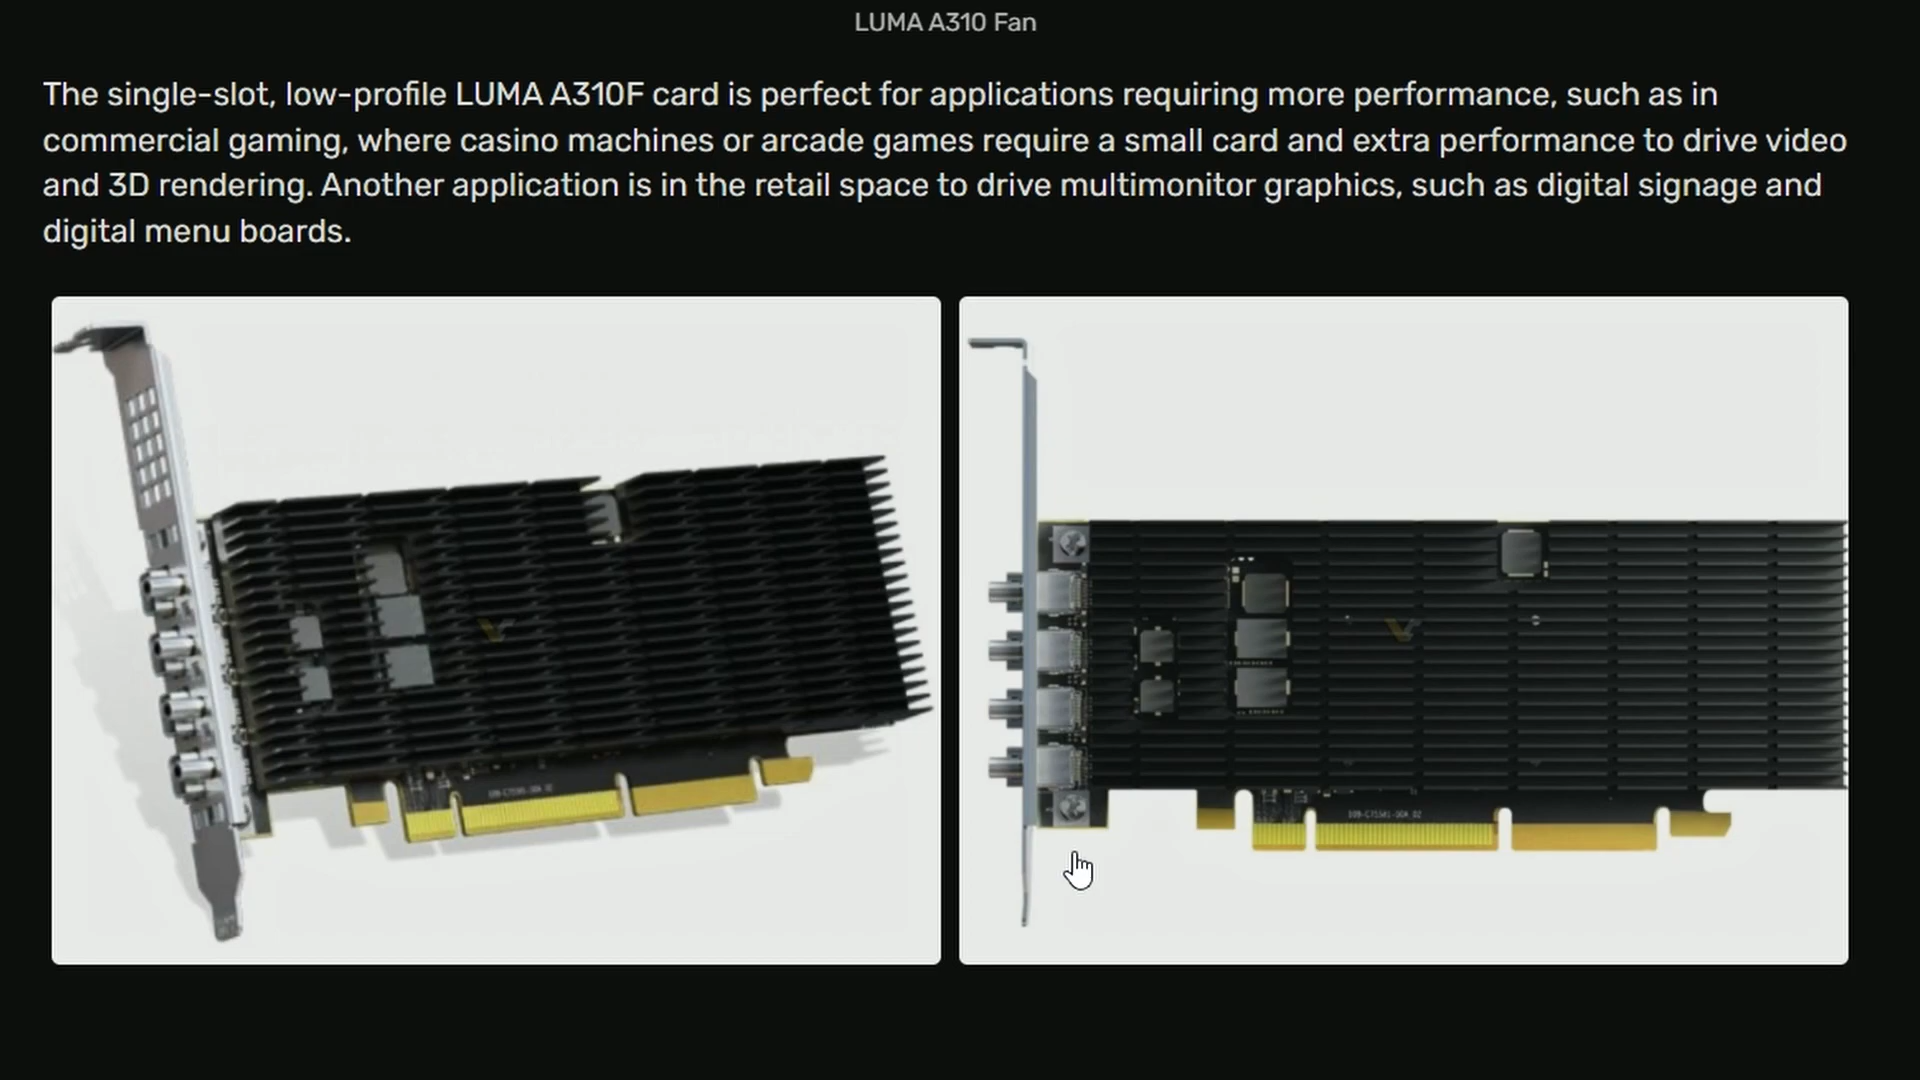 LUMA A310 Fan
The single-slot, low-profile LUMA A310F card is perfect for applications requiring more performance, such as in
commercial gaming, where casino machines or arcade games require a small card and extra performance to drive video
and 3D rendering. Another application is in the retail space to drive multimonitor graphics, such as digital signage and
digital menu boards.